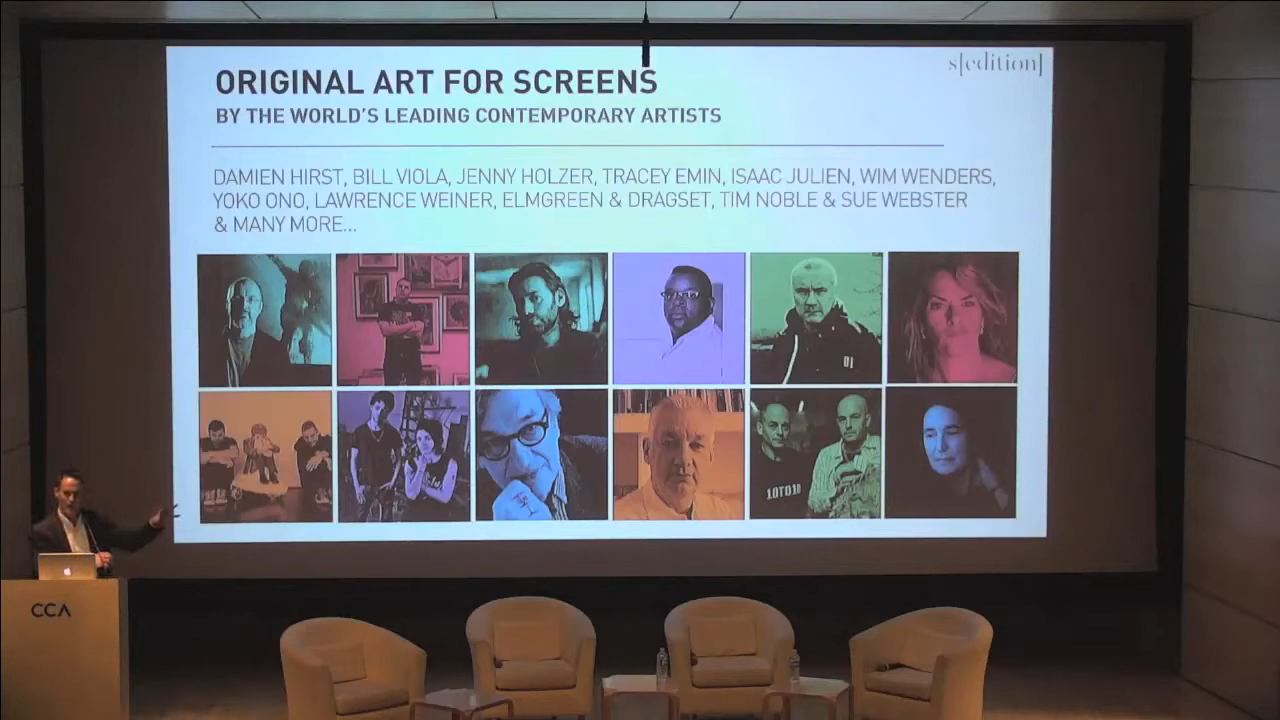 s[edition]
ORIGINAL ART FOR SCREENS
BY THE WORLD'S LEADING CONTEMPORARY ARTISTS
DAMIEN HIRST, BILL VIOLA, JENNY HOLZER, TRACEY EMIN, ISAAC JULIEN, WIM WENDERS,
YOKO ONO, LAWRENCE WEINER, ELMGREEN & DRAGSET, TIM NOBLE & SUE WEBSTER
& MANY MORE...
CCA